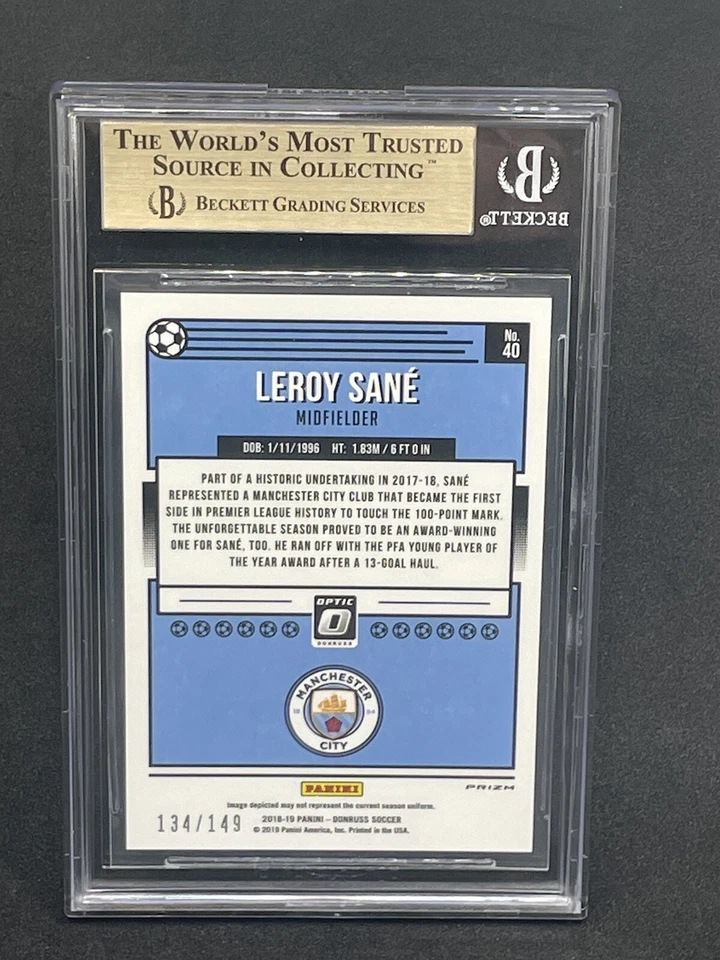 THE WORLD'S MOST TRUSTED
SOURCE IN COLLECTING™
B BECKETT GRADING SERVICES
B
BECKETT®
No.
40
LEROY SANÉ
MIDFIELDER
DOB: 1/11/1996 HT: 1.83M / 6 FT 0 IN
PART OF A HISTORIC UNDERTAKING IN 2017-18, SANÉ
REPRESENTED A MANCHESTER CITY CLUB THAT BECAME THE FIRST
SIDE IN PREMIER LEAGUE HISTORY TO TOUCH THE 100-POINT MARK.
THE UNFORGETTABLE SEASON PROVED TO BE AN AWARD-WINNING
ONE FOR SANÉ, TOO. HE RAN OFF WITH THE PFA YOUNG PLAYER OF
THE YEAR AWARD AFTER A 13-GOAL HAUL.
OPTIC
DONRUSS
MANCHESTER
18 94
CITY
PANINI
PRIZM
Image depicted may not represent the current season uniform.
134/149
2018-19 PANINI – DONRUSS SOCCER
© 2019 Panini America, Inc. Printed in the USA.